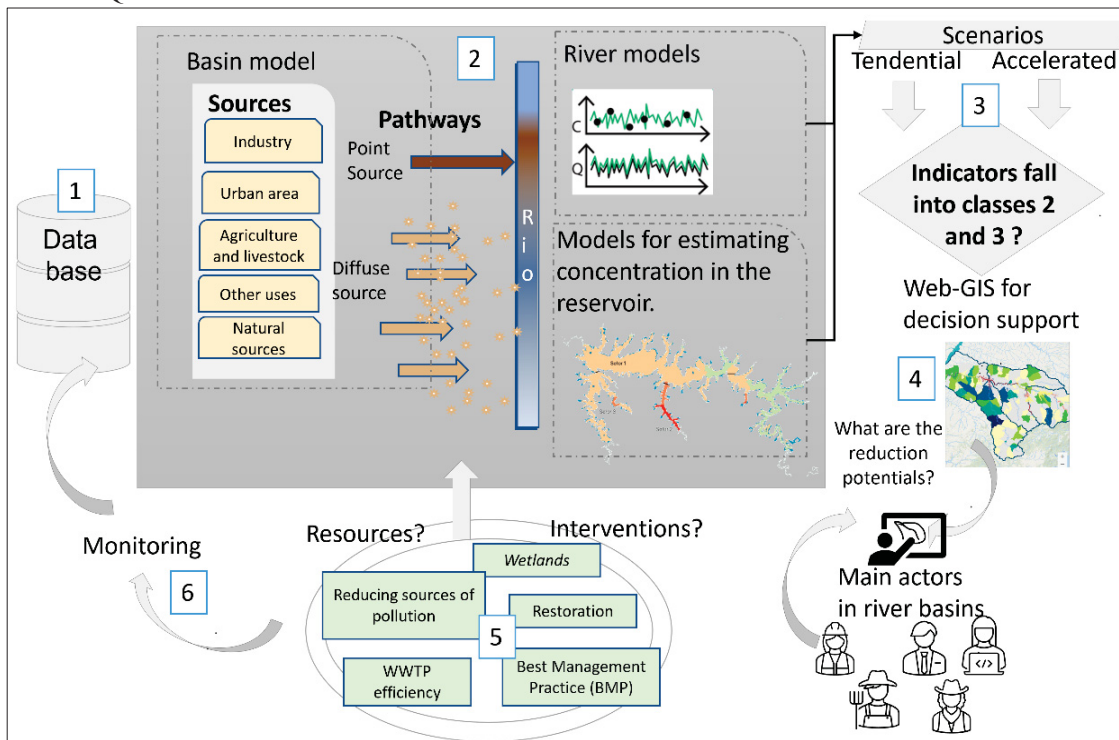 1
Data
base
Basin model
Sources
Industry
Urban area
Agriculture
and livestock
Other uses
Natural
sources
2
Pathways
Point
Source
Diffuse
source
Rio
River models
C
Q
Models for estimating
concentration in the
reservoir.
Setor 1
Scenarios
Tendential Accelerated
3
Indicators fall
into classes 2
and 3 ?
Web-GIS for
decision support
4
What are the
reduction
potentials?
Main actors
in river basins
Resources?
Interventions?
Wetlands
Reducing sources of
pollution
Restoration
5
WWTP
efficiency
Best Management
Practice (BMP)
Monitoring
6